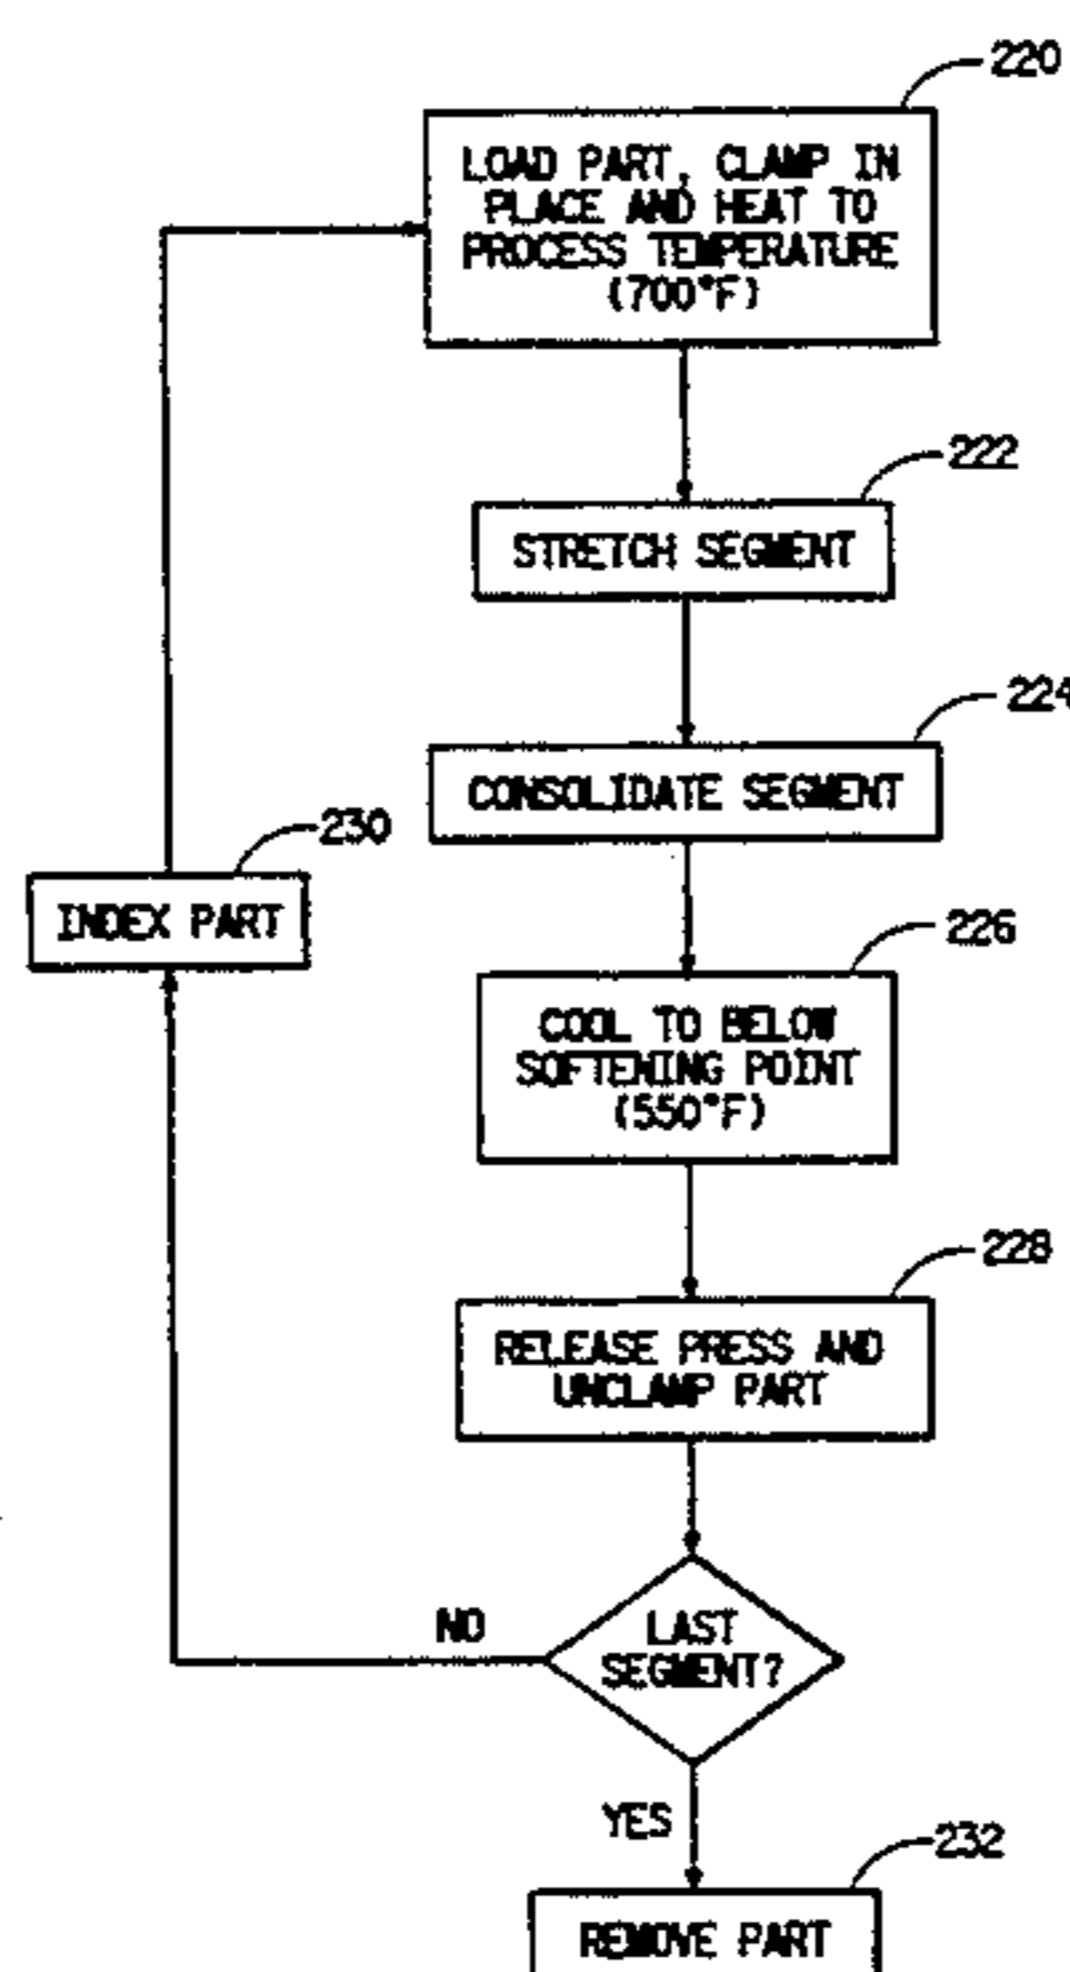 220
LOAD PART, CLAMP IN
PLACE AND HEAT TO
PROCESS TEMPERATURE
(700°F)
222
STRETCH SEGMENT
224
CONSOLIDATE SEGMENT
230
INDEX PART
226
COOL TO BELOW
SOFTENING POINT
(550°F)
228
RELEASE PRESS AND
UNCLAMP PART
NO
LAST
SEGMENT?
YES
232
REMOVE PART